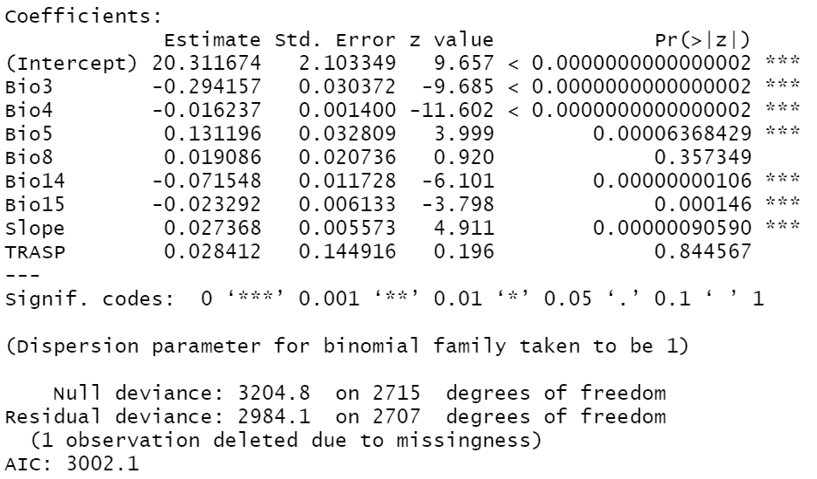 Coefficients:
             Estimate Std. Error z value             Pr(>|z|)
(Intercept) 20.311674   2.103349   9.657 < 0.0000000000000002 ***
Bio3        -0.294157   0.030372  -9.685 < 0.0000000000000002 ***
Bio4        -0.016237   0.001400 -11.602 < 0.0000000000000002 ***
Bio5         0.131196   0.032809   3.999        0.00006368429 ***
Bio8         0.019086   0.020736   0.920             0.357349
Bio14       -0.071548   0.011728  -6.101        0.00000000106 ***
Bio15       -0.023292   0.006133  -3.798             0.000146 ***
Slope        0.027368   0.005573   4.911        0.00000090590 ***
TRASP        0.028412   0.144916   0.196             0.844567
---
Signif. codes:  0 ‘***’ 0.001 ‘**’ 0.01 ‘*’ 0.05 ‘.’ 0.1 ‘ ’ 1
(Dispersion parameter for binomial family taken to be 1)
    Null deviance: 3204.8  on 2715  degrees of freedom
Residual deviance: 2984.1  on 2707  degrees of freedom
  (1 observation deleted due to missingness)
AIC: 3002.1